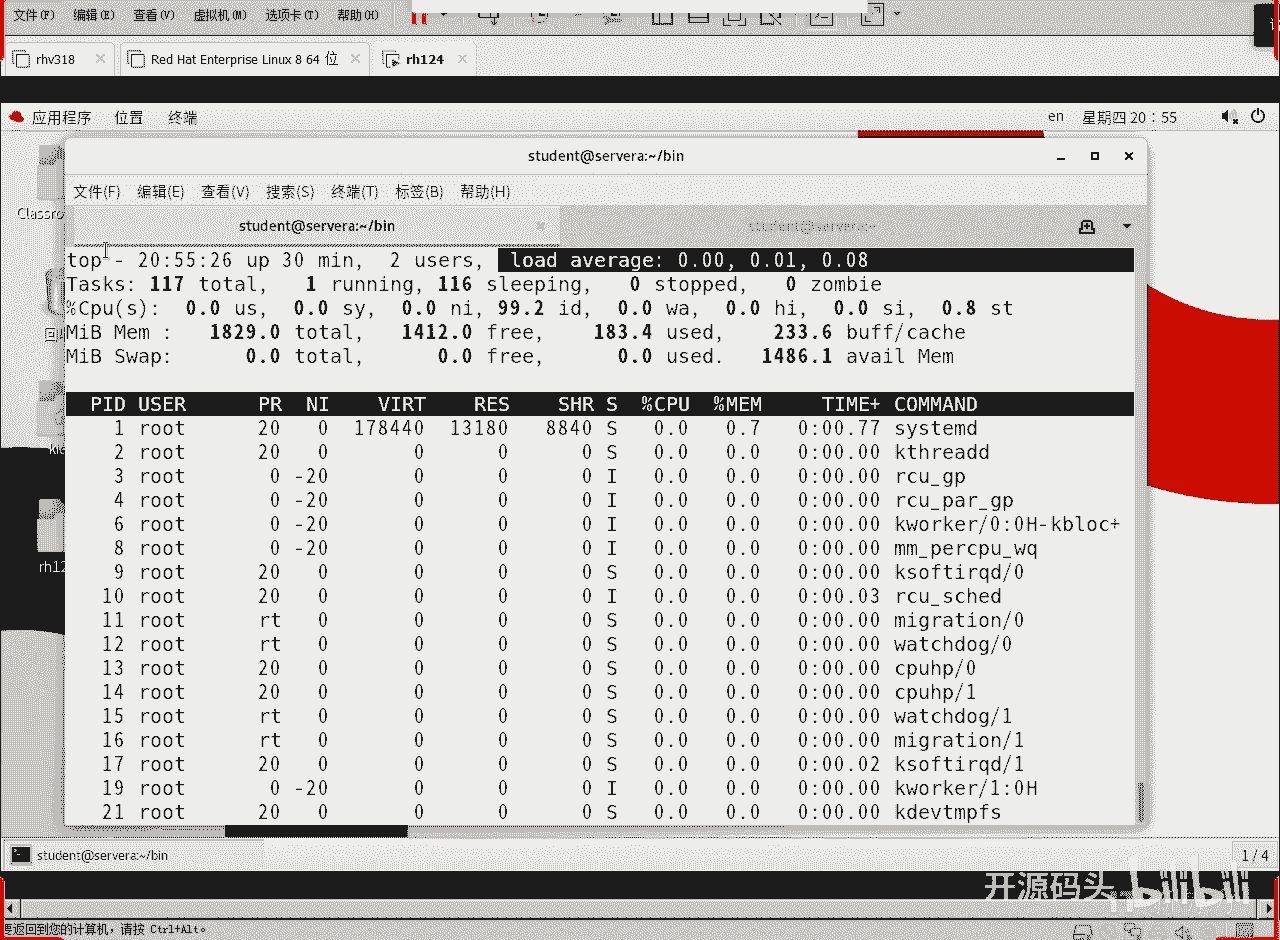 文件(F) 编辑(E) 查看(V) 虚拟机(M) 选项卡(T) 帮助(H)
rhv318 Red Hat Enterprise Linux 8 64 位 rh124
应用程序 位置 终端 en 星期四 20：55
student@servera:~/bin
文件(F) 编辑(E) 查看(V) 搜索(S) 终端(T) 标签(B) 帮助(H)
Classro
student@servera:~/bin student@servera:~
top - 20:55:26 up 30 min, 2 users, load average: 0.00, 0.01, 0.08
Tasks: 117 total, 1 running, 116 sleeping, 0 stopped, 0 zombie
%Cpu(s): 0.0 us, 0.0 sy, 0.0 ni, 99.2 id, 0.0 wa, 0.0 hi, 0.0 si, 0.8 st
MiB Mem : 1829.0 total, 1412.0 free, 183.4 used, 233.6 buff/cache
MiB Swap: 0.0 total, 0.0 free, 0.0 used. 1486.1 avail Mem
PID USER PR NI VIRT RES SHR S %CPU %MEM TIME+ COMMAND
1 root 20 0 178440 13180 8840 S 0.0 0.7 0:00.77 systemd
2 root 20 0 0 0 0 S 0.0 0.0 0:00.00 kthreadd
3 root 0 -20 0 0 0 I 0.0 0.0 0:00.00 rcu_gp
4 root 0 -20 0 0 0 I 0.0 0.0 0:00.00 rcu_par_gp
6 root 0 -20 0 0 0 I 0.0 0.0 0:00.00 kworker/0:0H-kbloc+
8 root 0 -20 0 0 0 I 0.0 0.0 0:00.00 mm_percpu_wq
9 root 20 0 0 0 0 S 0.0 0.0 0:00.00 ksoftirqd/0
10 root 20 0 0 0 0 I 0.0 0.0 0:00.03 rcu_sched
11 root rt 0 0 0 0 S 0.0 0.0 0:00.00 migration/0
12 root rt 0 0 0 0 S 0.0 0.0 0:00.00 watchdog/0
13 root 20 0 0 0 0 S 0.0 0.0 0:00.00 cpuhp/0
14 root 20 0 0 0 0 S 0.0 0.0 0:00.00 cpuhp/1
15 root rt 0 0 0 0 S 0.0 0.0 0:00.00 watchdog/1
16 root rt 0 0 0 0 S 0.0 0.0 0:00.00 migration/1
17 root 20 0 0 0 0 S 0.0 0.0 0:00.02 ksoftirqd/1
19 root 0 -20 0 0 0 I 0.0 0.0 0:00.00 kworker/1:0H
21 root 20 0 0 0 0 S 0.0 0.0 0:00.00 kdevtmpfs
rh12
student@servera:~/bin 1 / 4
开源码头 bilibili
要返回到您的计算机，请按 Ctrl+Alt。